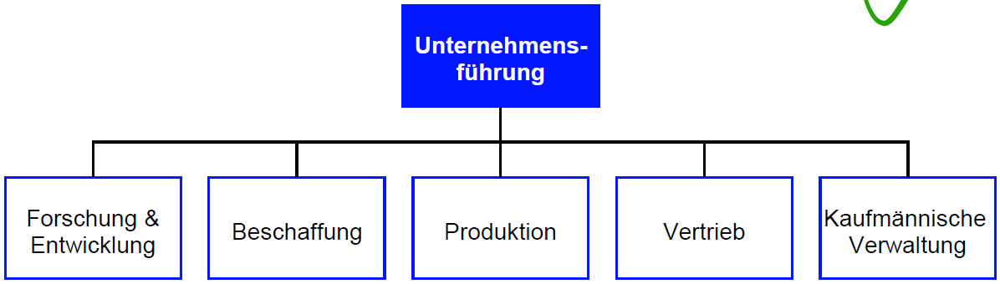 Unternehmens-
führung
Forschung &
Entwicklung
Beschaffung
Produktion
Vertrieb
Kaufmännische
Verwaltung